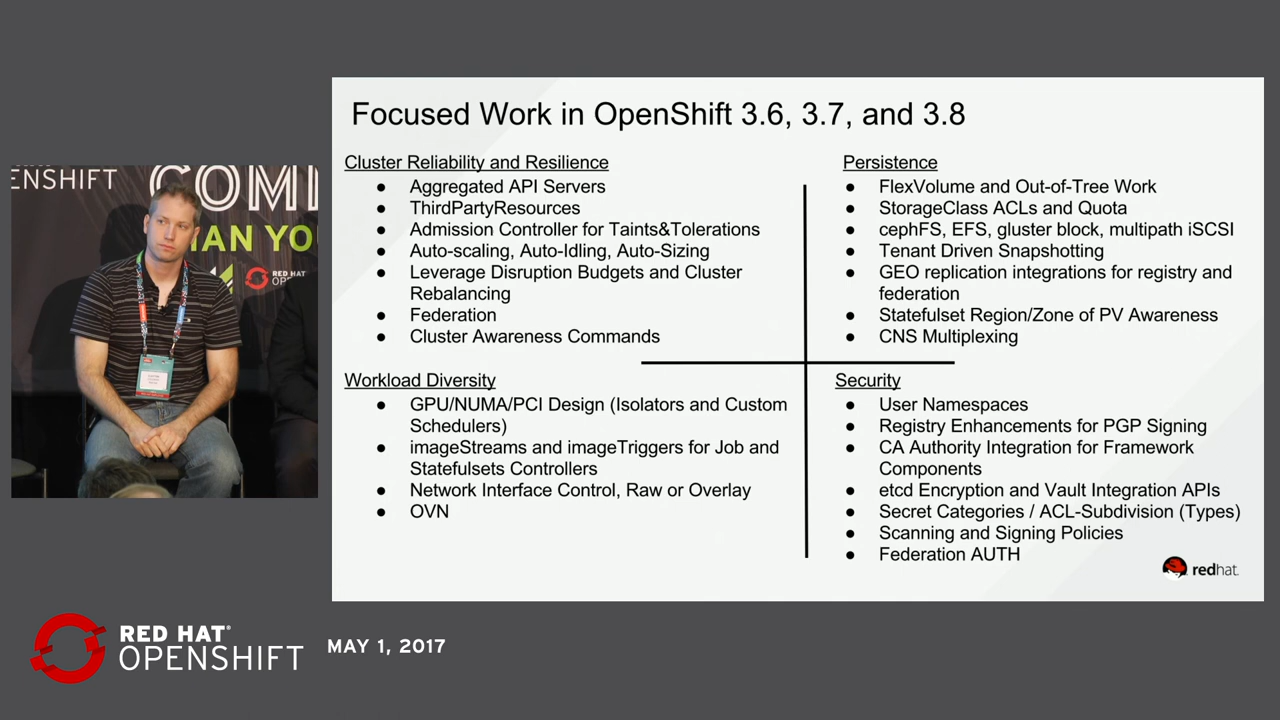 Focused Work in OpenShift 3.6, 3.7, and 3.8
Cluster Reliability and Resilience
● Aggregated API Servers
● ThirdPartyResources
● Admission Controller for Taints&Tolerations
● Auto-scaling, Auto-Idling, Auto-Sizing
● Leverage Disruption Budgets and Cluster
Rebalancing
● Federation
● Cluster Awareness Commands
Persistence
● FlexVolume and Out-of-Tree Work
● StorageClass ACLs and Quota
● cephFS, EFS, gluster block, multipath iSCSI
● Tenant Driven Snapshotting
● GEO replication integrations for registry and
federation
● Statefulset Region/Zone of PV Awareness
● CNS Multiplexing
Workload Diversity
● GPU/NUMA/PCI Design (Isolators and Custom
Schedulers)
● imageStreams and imageTriggers for Job and
Statefulsets Controllers
● Network Interface Control, Raw or Overlay
● OVN
Security
● User Namespaces
● Registry Enhancements for PGP Signing
● CA Authority Integration for Framework
Components
● etcd Encryption and Vault Integration APIs
● Secret Categories / ACL-Subdivision (Types)
● Scanning and Signing Policies
● Federation AUTH
redhat.
ENSHIFT
COM
HAN YO
RED HAT
OPENS
RED HAT®
OPENSHIFT
MAY 1, 2017